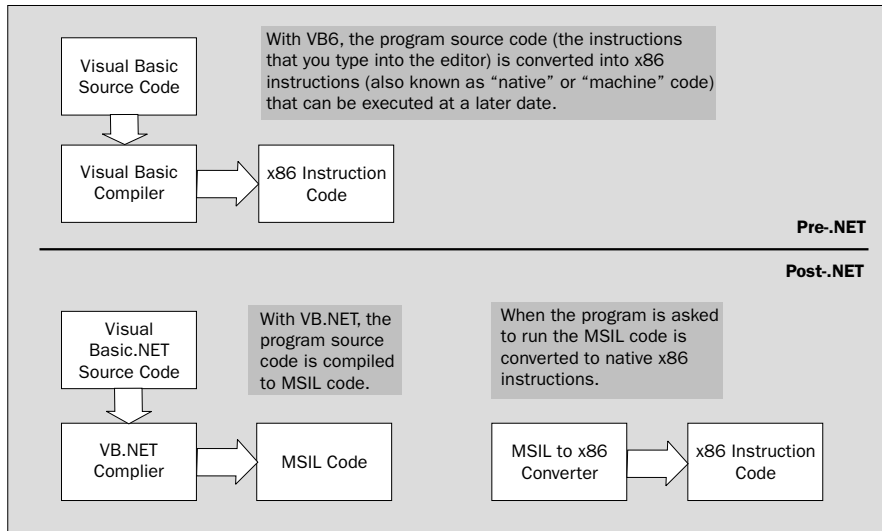 Visual Basic
Source Code
With VB6, the program source code (the instructions
that you type into the editor) is converted into x86
instructions (also known as “native” or “machine” code)
that can be executed at a later date.
Visual Basic
Compiler
x86 Instruction
Code
Pre-.NET
Post-.NET
Visual
Basic.NET
Source Code
With VB.NET, the
program source
code is compiled
to MSIL code.
When the program is asked
to run the MSIL code is
converted to native x86
instructions.
VB.NET
Complier
MSIL Code
MSIL to x86
Converter
x86 Instruction
Code